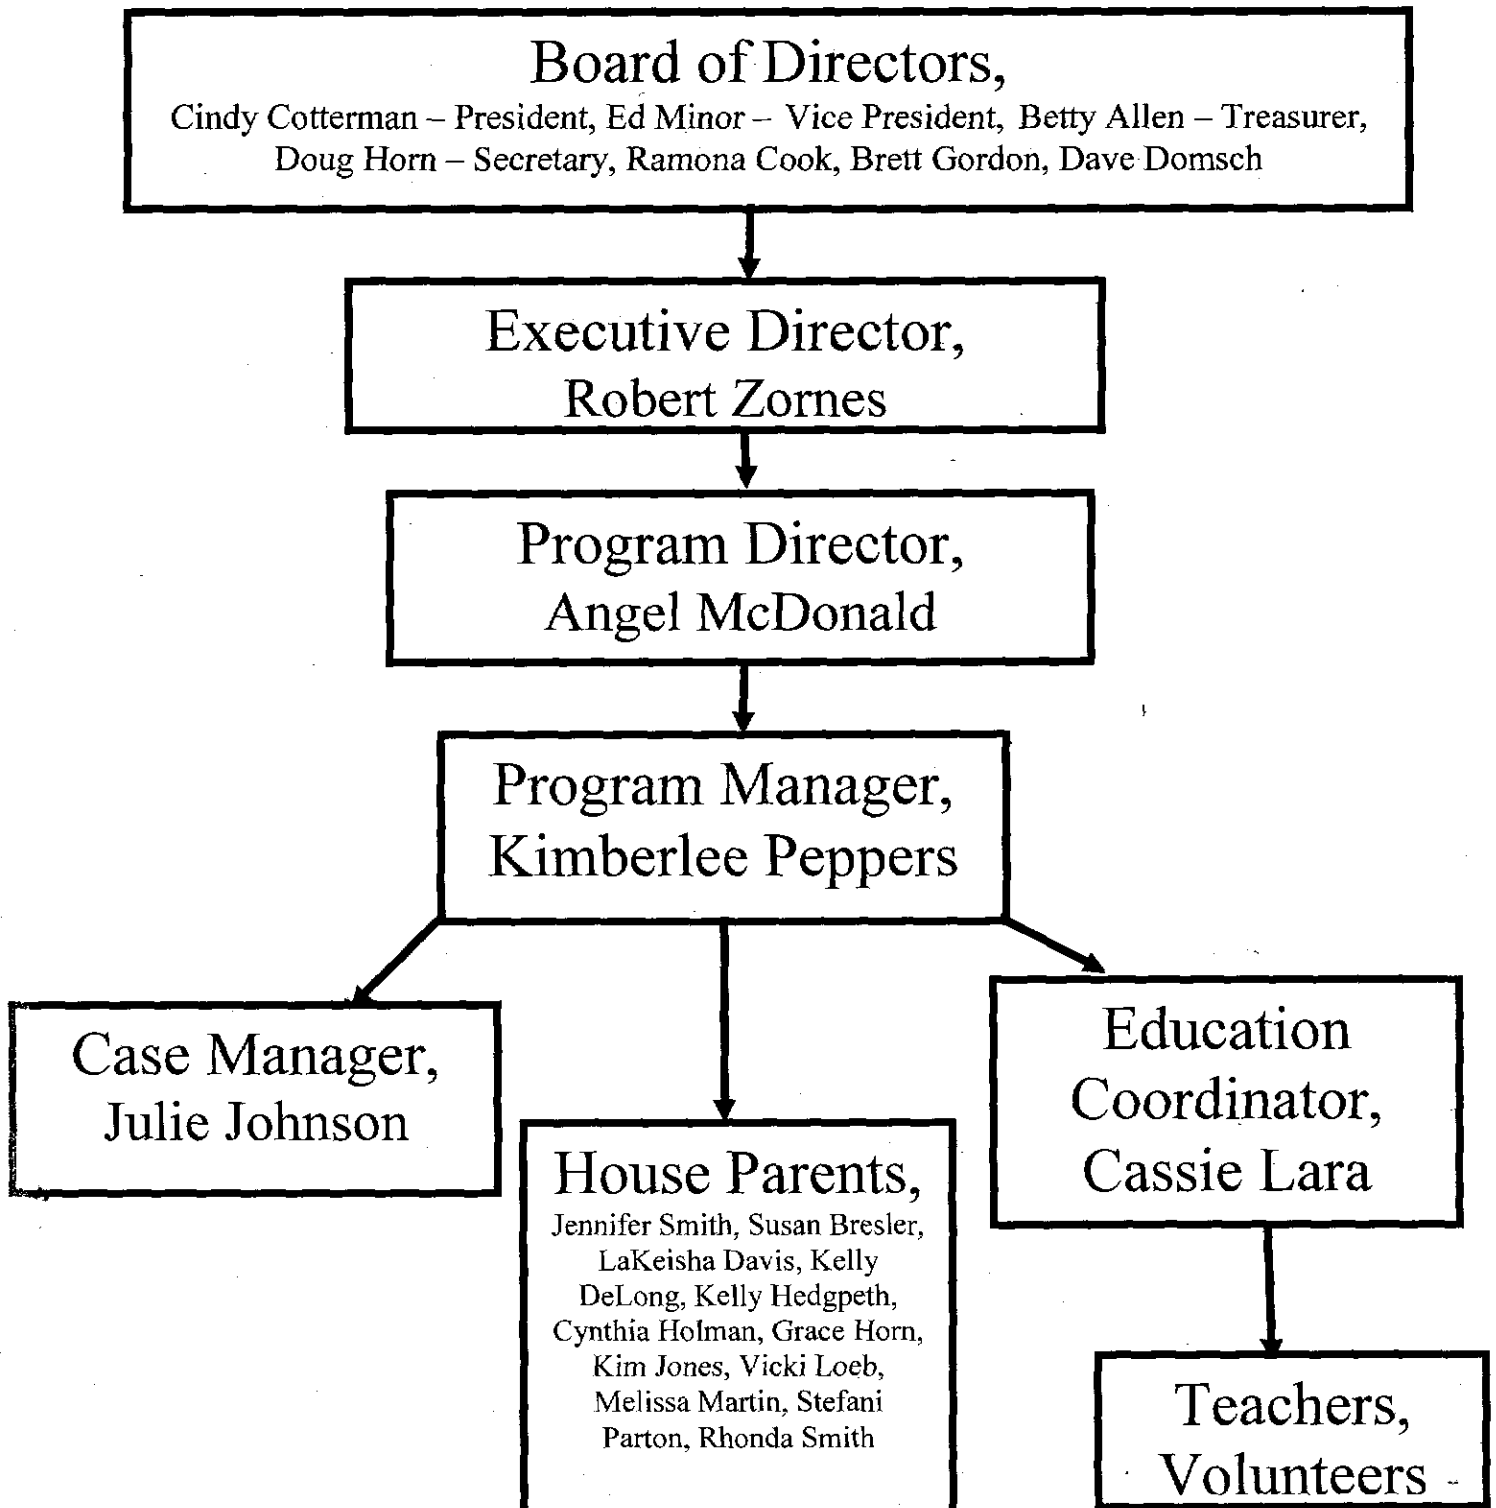 Board of Directors,
Cindy Cotterman – President, Ed Minor – Vice President, Betty Allen – Treasurer,
Doug Horn – Secretary, Ramona Cook, Brett Gordon, Dave Domsch
Executive Director,
Robert Zornes
Program Director,
Angel McDonald
Program Manager,
Kimberlee Peppers
Case Manager,
Julie Johnson
House Parents,
Jennifer Smith, Susan Bresler,
LaKeisha Davis, Kelly
DeLong, Kelly Hedgpeth,
Cynthia Holman, Grace Horn,
Kim Jones, Vicki Loeb,
Melissa Martin, Stefani
Parton, Rhonda Smith
Education
Coordinator,
Cassie Lara
Teachers,
Volunteers